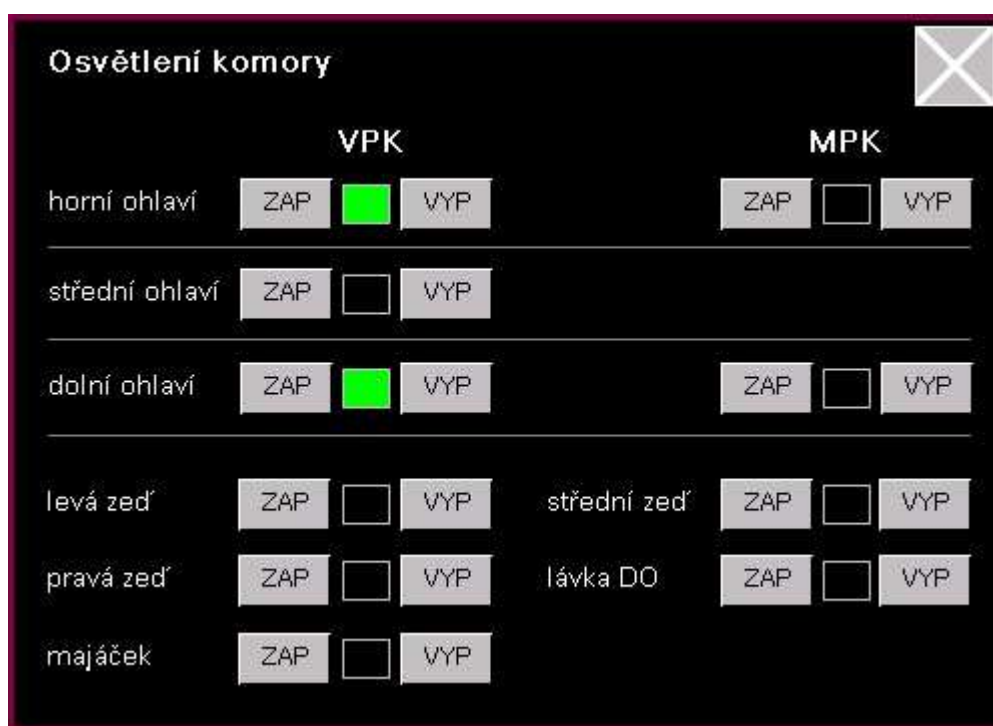 Osvětlení komory
VPK MPK
horní ohlaví ZAP VYP ZAP VYP
střední ohlaví ZAP VYP
dolní ohlaví ZAP VYP ZAP VYP
levá zeď ZAP VYP střední zeď ZAP VYP
pravá zeď ZAP VYP lávka DO ZAP VYP
majáček ZAP VYP